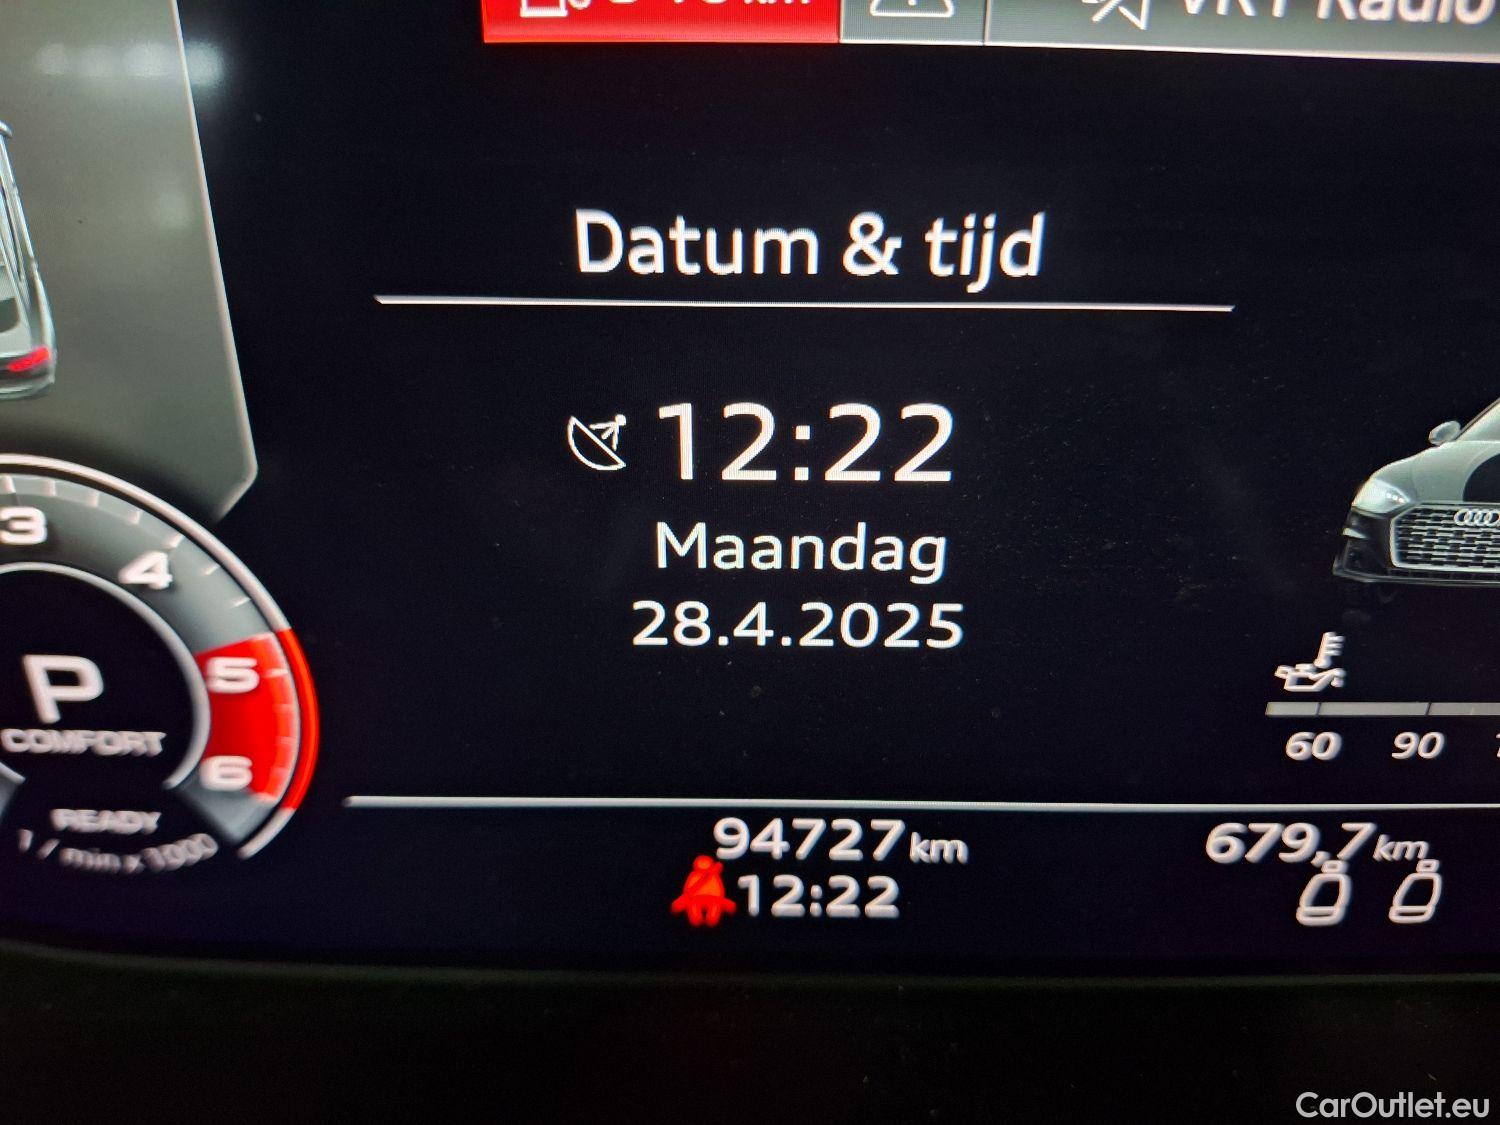 km
Radio
Datum & tijd
12:22
Maandag
28.4.2025
3
4
5
6
P
COMFORT
READY
1 / min x 1000
60 90
94727 km
679,7 km
12:22
CarOutlet.eu